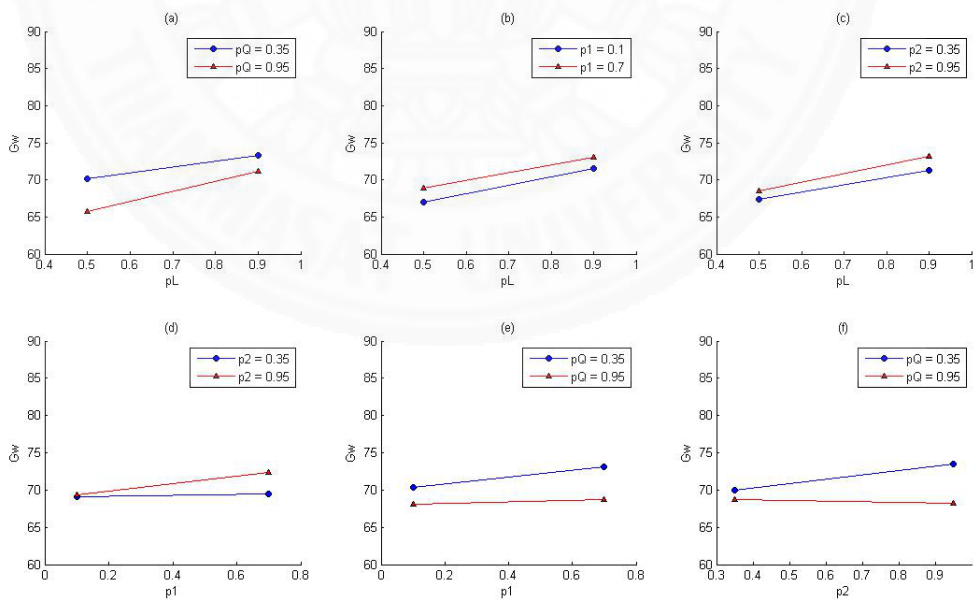 (a)
90
85
80
75
70
65
60
Gw
pQ = 0.35
pQ = 0.95
0.4 0.5 0.6 0.7 0.8 0.9 1
pL
(b)
90
85
80
75
70
65
60
Gw
p1 = 0.1
p1 = 0.7
0.4 0.5 0.6 0.7 0.8 0.9 1
pL
(c)
90
85
80
75
70
65
60
Gw
p2 = 0.35
p2 = 0.95
0.4 0.5 0.6 0.7 0.8 0.9 1
pL
(d)
90
85
80
75
70
65
60
Gw
p2 = 0.35
p2 = 0.95
0 0.2 0.4 0.6 0.8
p1
(e)
90
85
80
75
70
65
60
Gw
pQ = 0.35
pQ = 0.95
0 0.2 0.4 0.6 0.8
p1
(f)
90
85
80
75
70
65
60
Gw
pQ = 0.35
pQ = 0.95
0.3 0.4 0.5 0.6 0.7 0.8 0.9
p2
THAMMASAT UNIVERSITY